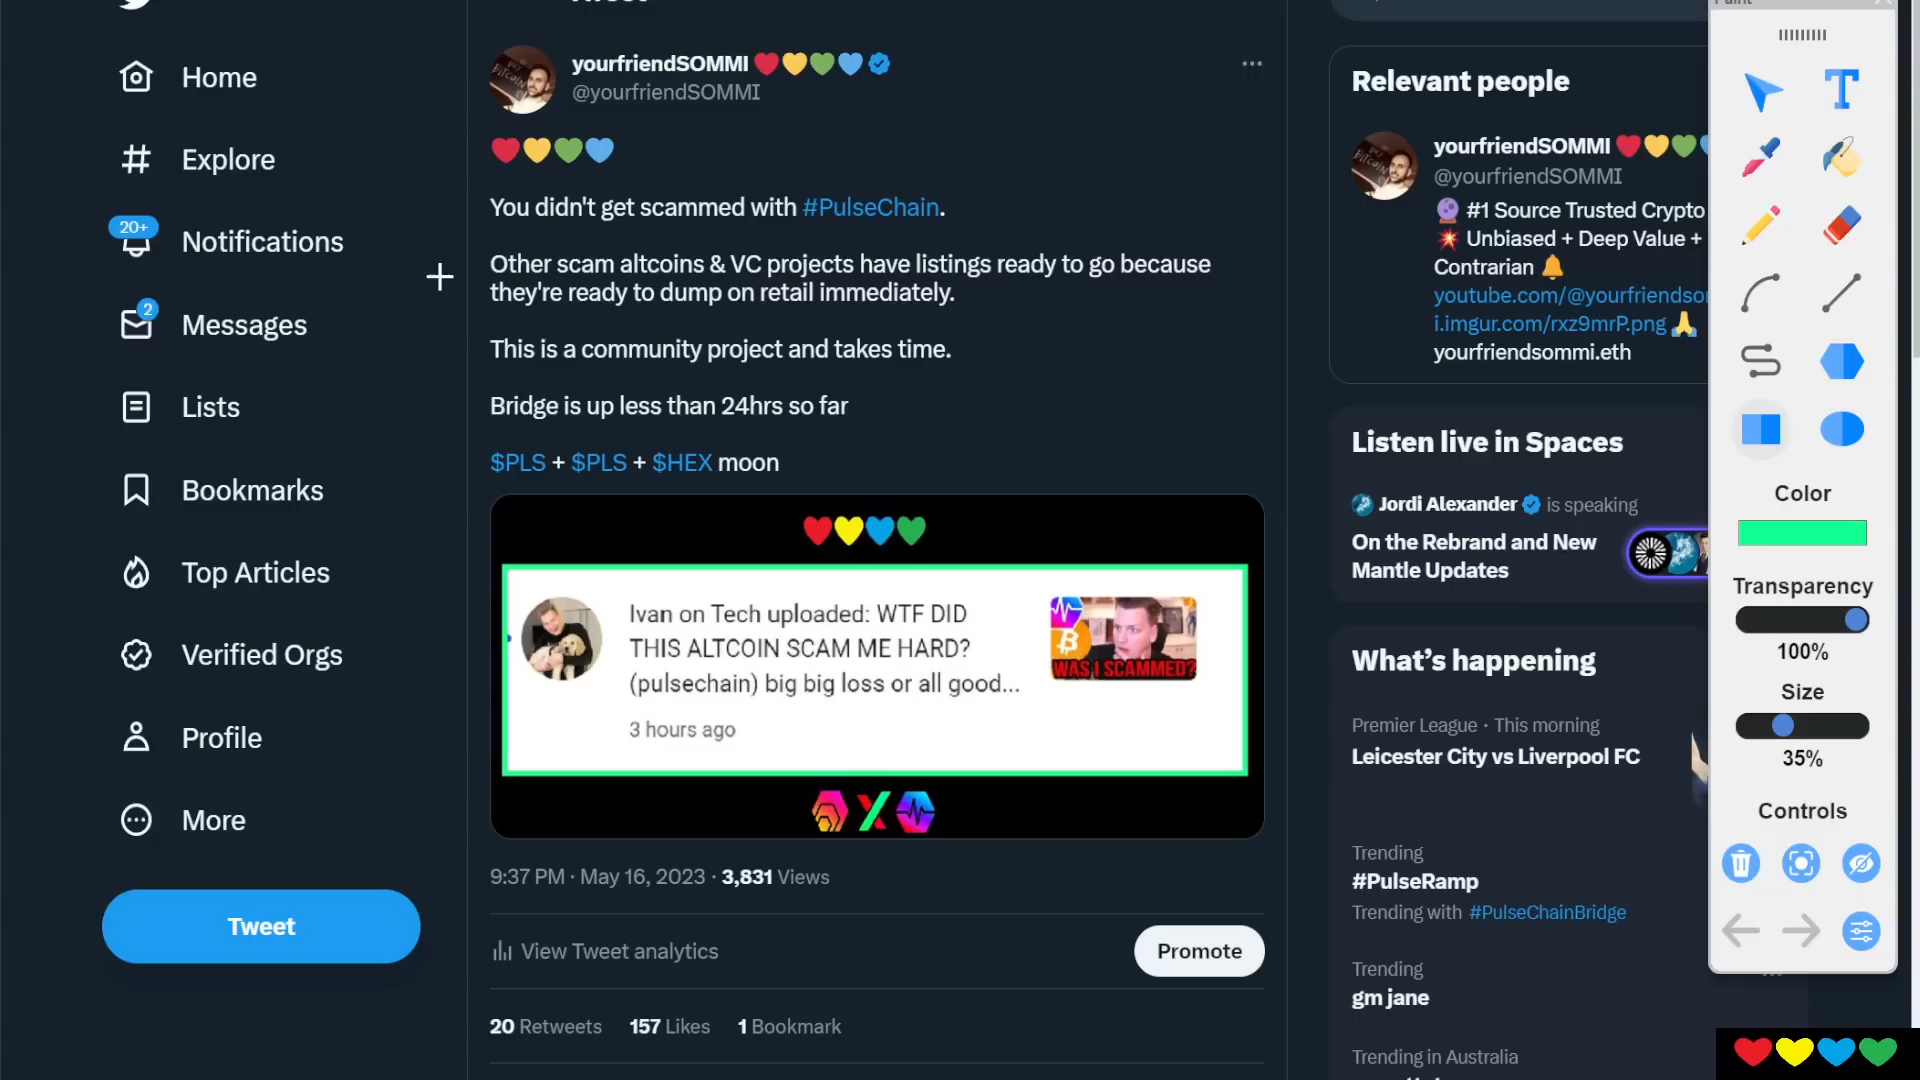 Home
Explore
20+
Notifications
2
Messages
Lists
Bookmarks
Top Articles
Verified Orgs
Profile
More
Tweet
yourfriendSOMMI
@yourfriendSOMMI
You didn't get scammed with #PulseChain.
Other scam altcoins & VC projects have listings ready to go because
they're ready to dump on retail immediately.
This is a community project and takes time.
Bridge is up less than 24hrs so far
$PLS + $PLS + $HEX moon
Ivan on Tech uploaded: WTF DID
THIS ALTCOIN SCAM ME HARD?
(pulsechain) big big loss or all good...
3 hours ago
WAS I SCAMMED?
9:37 PM · May 16, 2023 · 3,831 Views
View Tweet analytics
Promote
20 Retweets 157 Likes 1 Bookmark
Relevant people
yourfriendSOMMI
@yourfriendSOMMI
#1 Source Trusted Crypto
Unbiased + Deep Value +
Contrarian
youtube.com/@yourfriendso
i.imgur.com/rxz9mrP.png
yourfriendsommi.eth
Listen live in Spaces
Jordi Alexander is speaking
On the Rebrand and New
Mantle Updates
What's happening
Premier League · This morning
Leicester City vs Liverpool FC
Trending
#PulseRamp
Trending with #PulseChainBridge
Trending
gm jane
Trending in Australia
T
Color
Transparency
100%
Size
35%
Controls